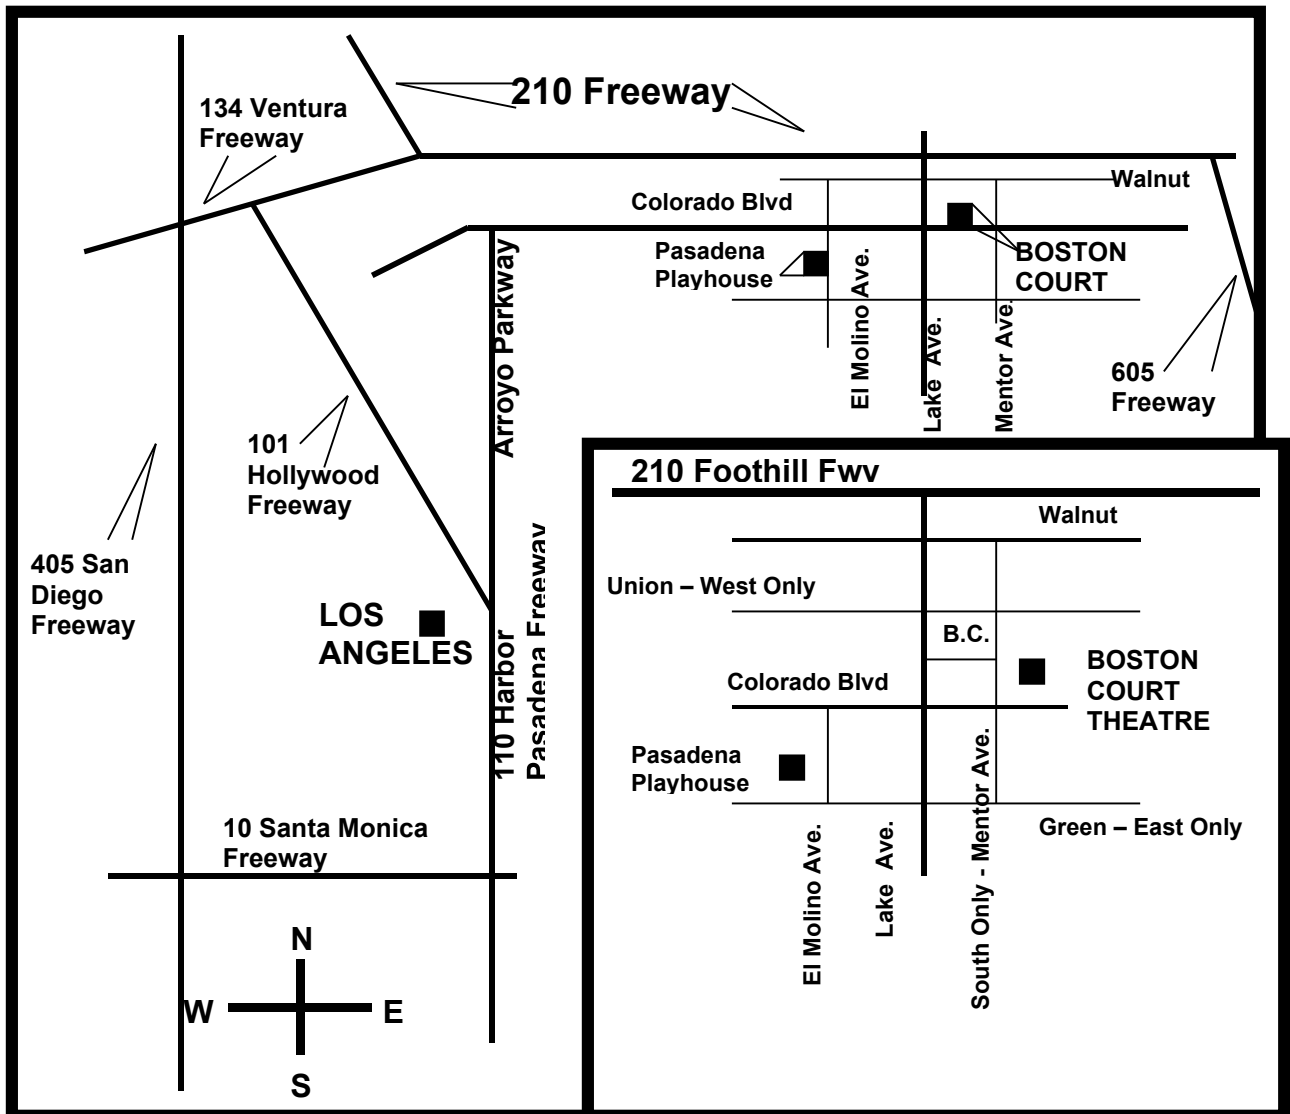 210 Freeway
134 Ventura
Freeway
Walnut
Colorado Blvd
Pasadena
Playhouse
BOSTON
COURT
El Molino Ave.
Lake Ave.
Mentor Ave.
605
Freeway
Arroyo Parkway
101
Hollywood
Freeway
405 San
Diego
Freeway
LOS
ANGELES
110 Harbor
Pasadena Freeway
10 Santa Monica
Freeway
N
W
E
S
210 Foothill Fwy
Walnut
Union – West Only
B.C.
BOSTON
COURT
THEATRE
Colorado Blvd
Pasadena
Playhouse
Green – East Only
El Molino Ave.
Lake Ave.
South Only - Mentor Ave.